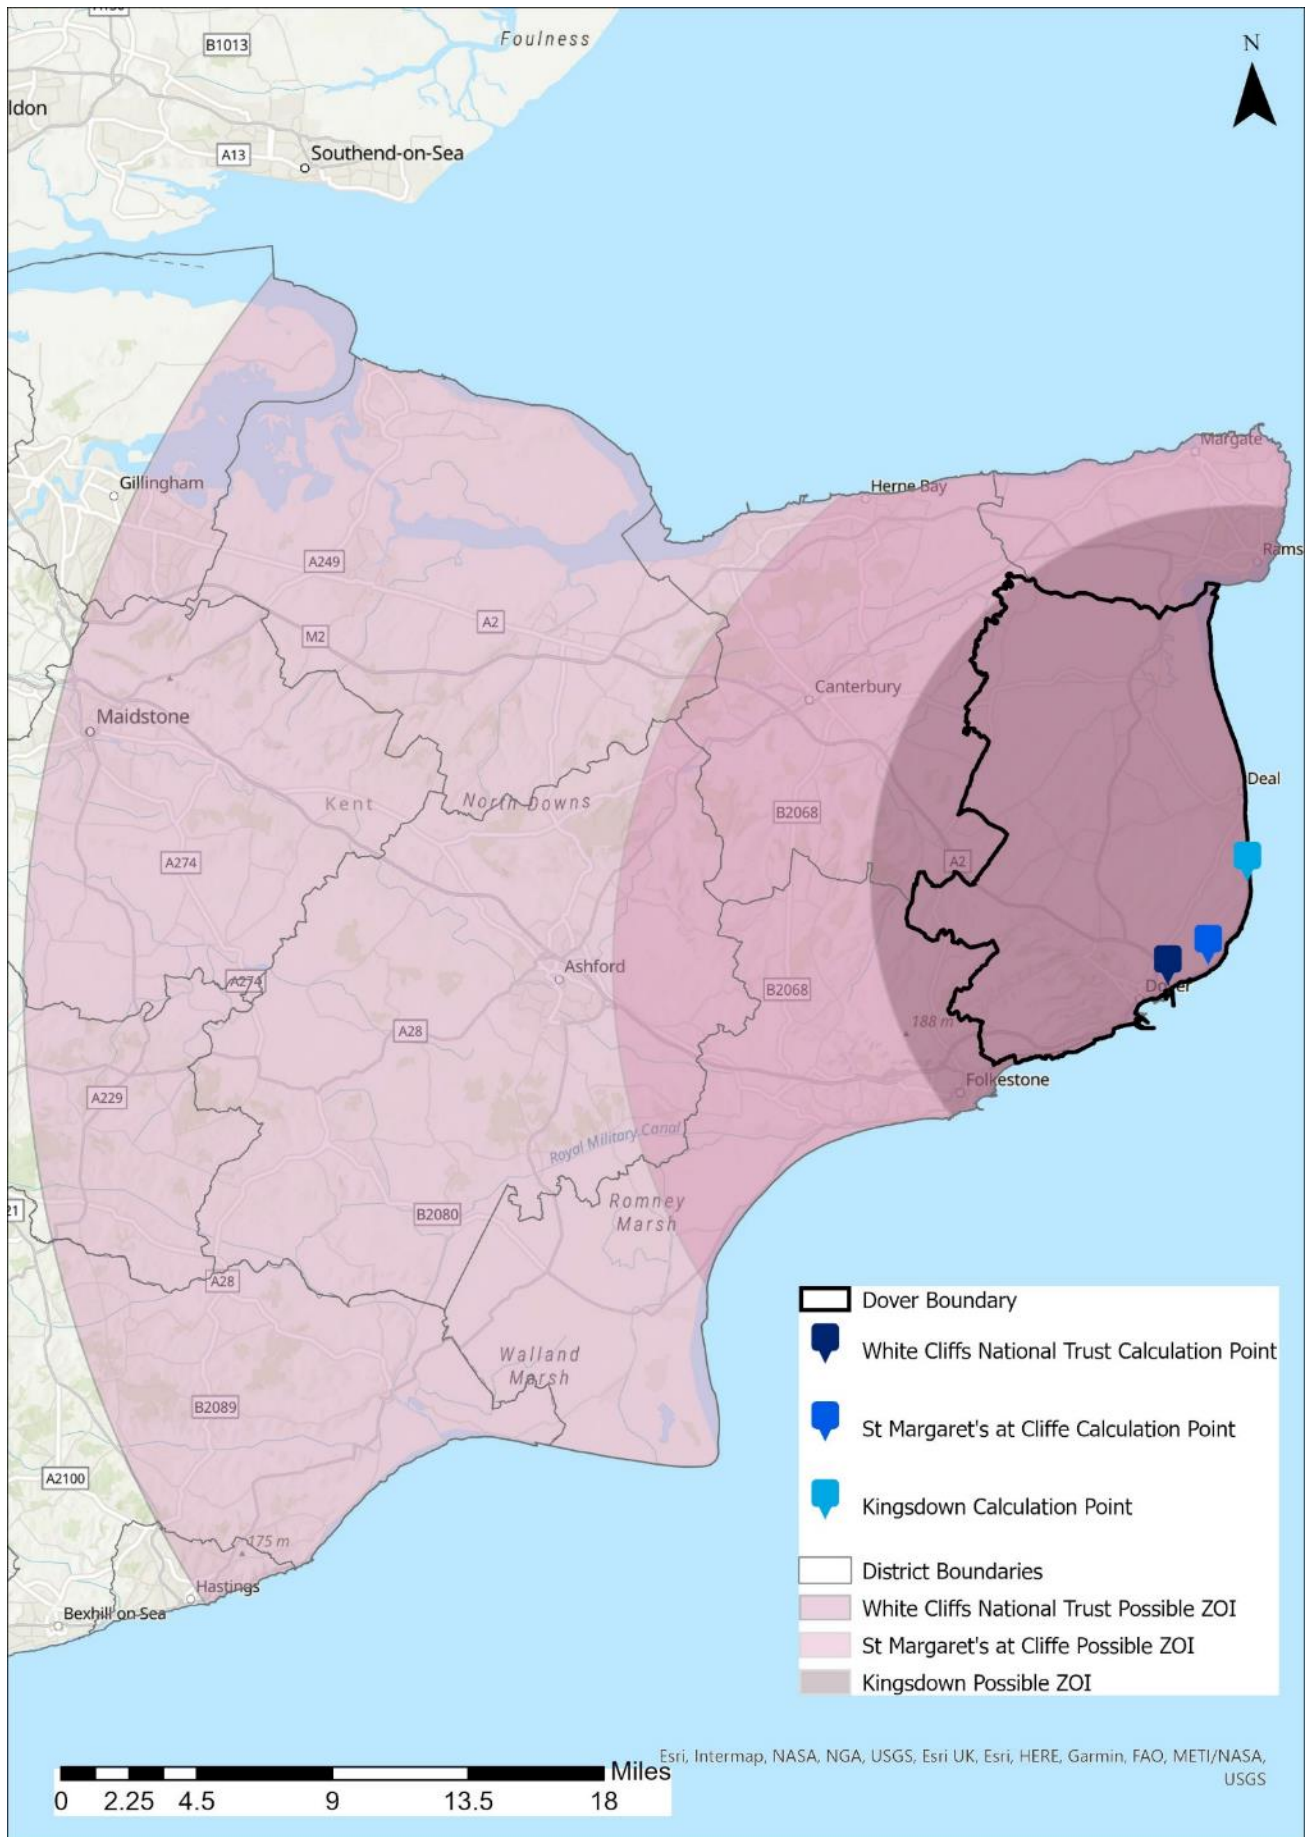 B1013
Foulness
N
ldon
A13
Southend-on-Sea
Margate
Gillingham
Herne Bay
A249
Rams
A2
M2
Canterbury
Maidstone
Deal
Kent
North Downs
B2068
A274
A2
Ashford
A274
B2068
Dover
A28
188 m
Folkestone
A229
Royal Military Canal
Romney
Marsh
21
B2080
A28
Walland
Marsh
B2089
A2100
175 m
Hastings
Bexhill on Sea
Dover Boundary
White Cliffs National Trust Calculation Point
St Margaret's at Cliffe Calculation Point
Kingsdown Calculation Point
District Boundaries
White Cliffs National Trust Possible ZOI
St Margaret's at Cliffe Possible ZOI
Kingsdown Possible ZOI
Esri, Intermap, NASA, NGA, USGS, Esri UK, Esri, HERE, Garmin, FAO, METI/NASA,
USGS
Miles
0 2.25 4.5 9 13.5 18